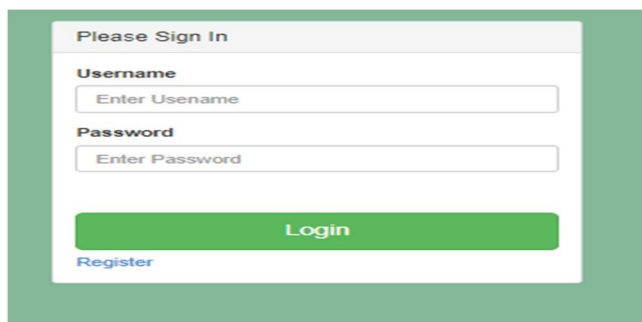 Please Sign In
Username
Enter Usename
Password
Enter Password
Login
Register